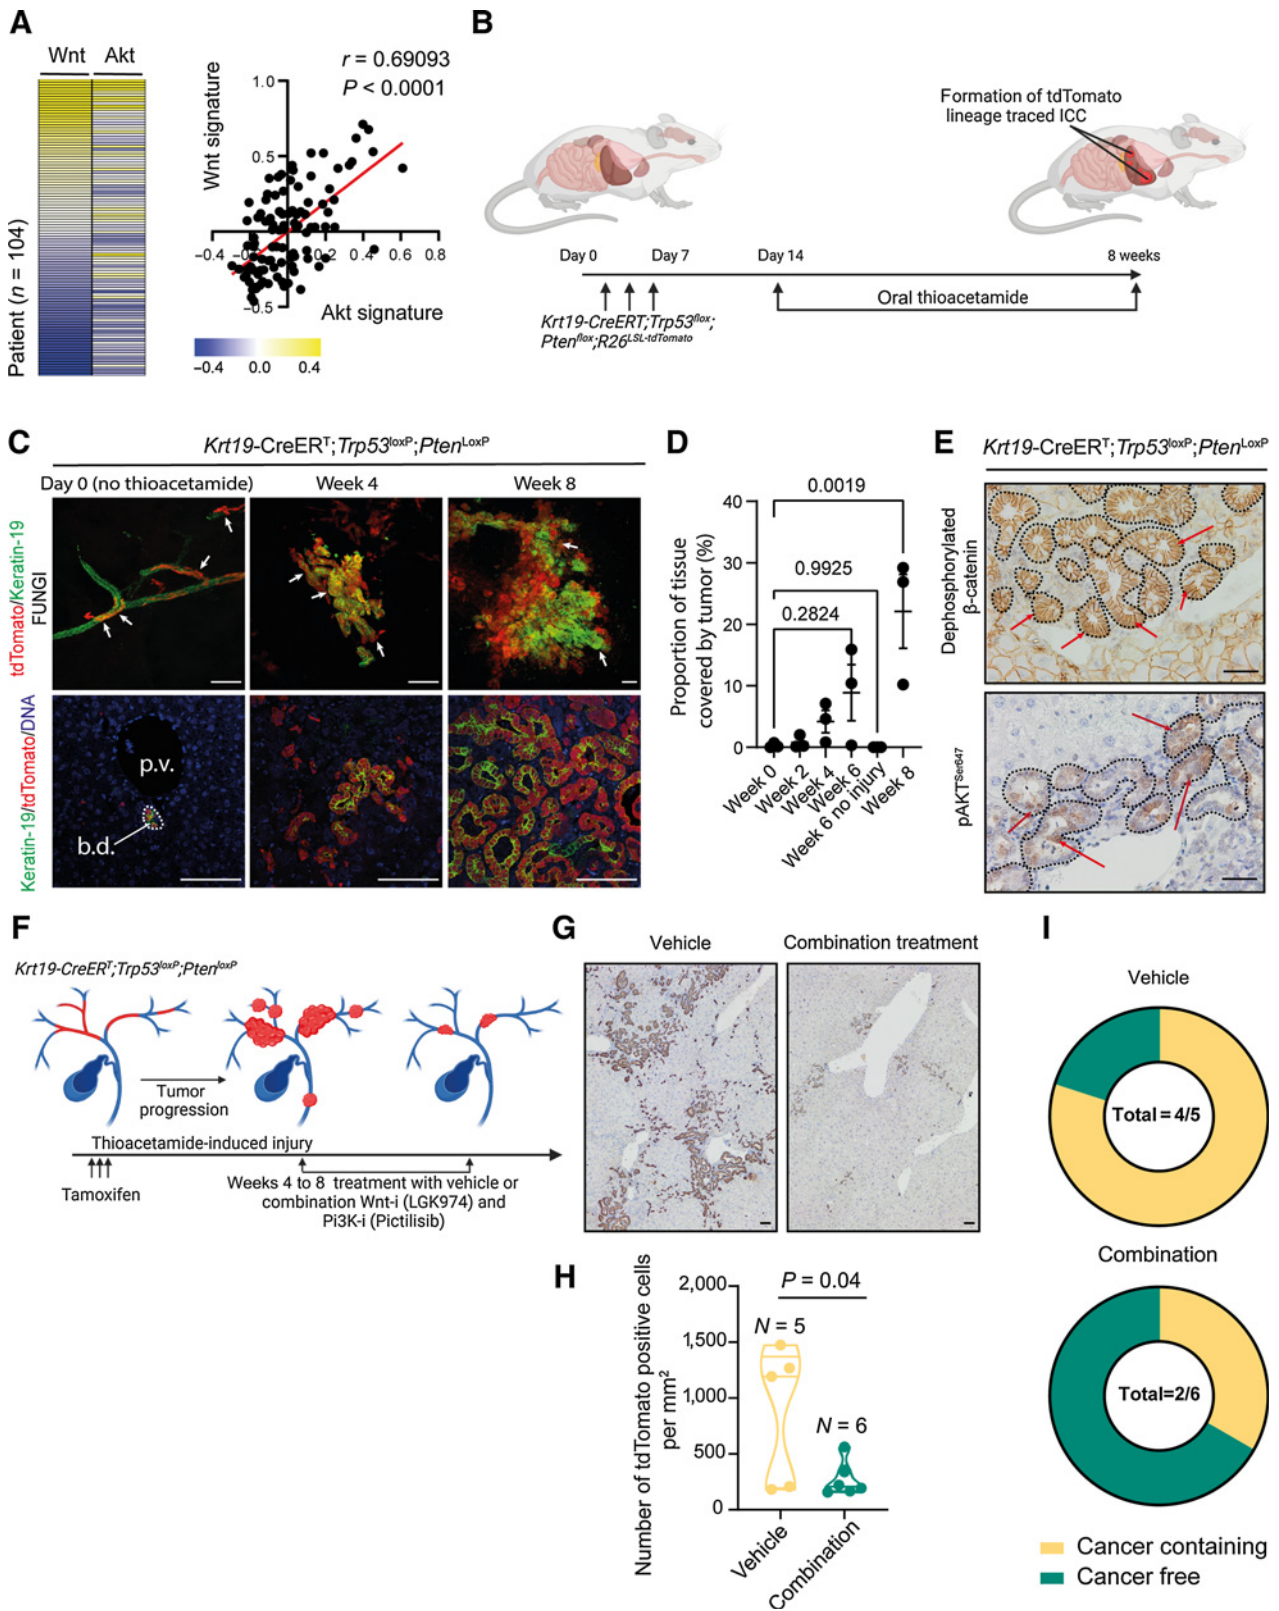 A
Wnt Akt
Patient (n = 104)
r = 0.69093
P < 0.0001
Wnt signature
1.0
0.5
−0.4
0
0.2
0.4
0.6
0.8
−0.5
Akt signature
−0.4 0.0 0.4
B
Formation of tdTomato
lineage traced ICC
Day 0 Day 7 Day 14 8 weeks
Oral thioacetamide
Krt19-CreERT;Trp53flox;
Ptenflox;R26LSL-tdTomato
C
Krt19-CreERT;Trp53loxP;PtenLoxP
Day 0 (no thioacetamide) Week 4 Week 8
tdTomato/Keratin-19
FUNGI
Keratin-19/tdTomato/DNA
p.v.
b.d.
D
Proportion of tissue
covered by tumor (%)
40
30
20
10
0
0.0019
0.9925
0.2824
Week 0
Week 2
Week 4
Week 6
Week 6 no injury
Week 8
E
Krt19-CreERT;Trp53loxP;PtenLoxP
Dephosphorylated
β-catenin
pAKTSer647
F
Krt19-CreERT;Trp53loxP;PtenloxP
Tumor
progression
Thioacetamide-induced injury
Tamoxifen
Weeks 4 to 8 treatment with vehicle or
combination Wnt-i (LGK974) and
Pi3K-i (Pictilisib)
G
Vehicle Combination treatment
H
Number of tdTomato positive cells
per mm2
2,000
1,500
1,000
500
0
P = 0.04
N = 5
N = 6
Vehicle
Combination
I
Vehicle
Total = 4/5
Combination
Total=2/6
Cancer containing
Cancer free